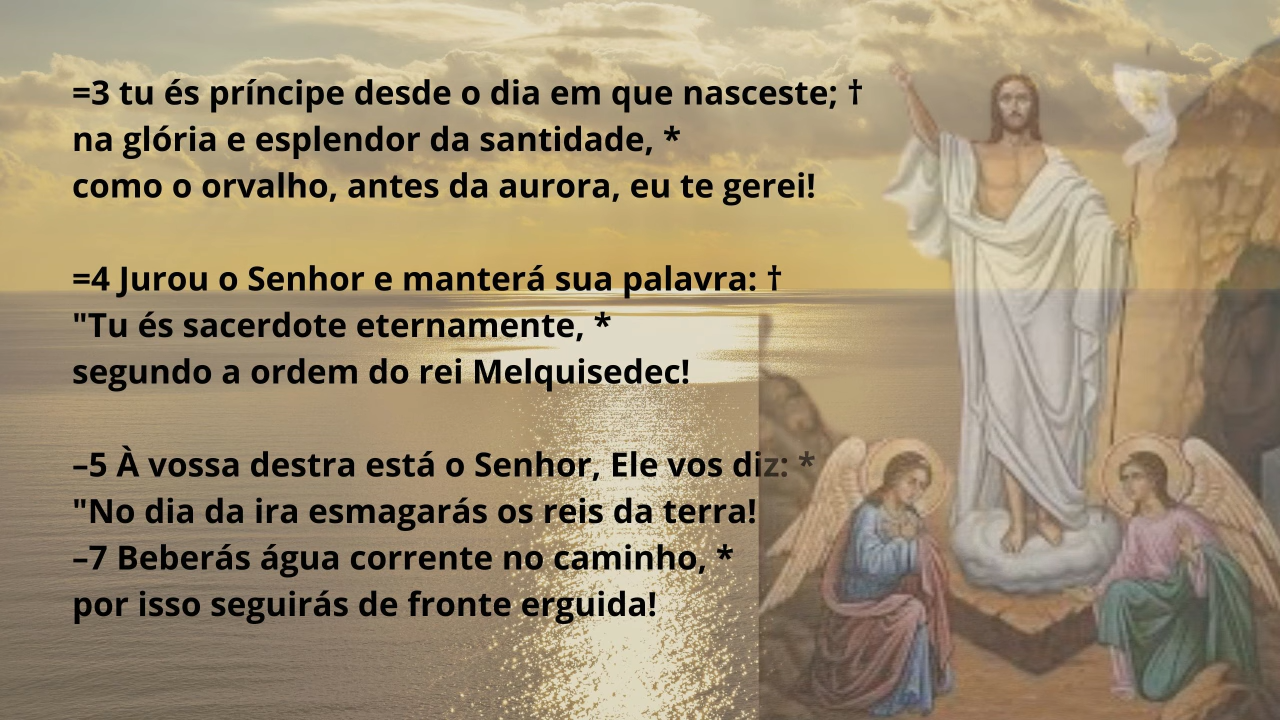 =3 tu és príncipe desde o dia em que nasceste; †
na glória e esplendor da santidade, *
como o orvalho, antes da aurora, eu te gerei!
=4 Jurou o Senhor e manterá sua palavra: †
"Tu és sacerdote eternamente, *
segundo a ordem do rei Melquisedec!
–5 À vossa destra está o Senhor, Ele vos diz: *
"No dia da ira esmagarás os reis da terra!
–7 Beberás água corrente no caminho, *
por isso seguirás de fronte erguida!